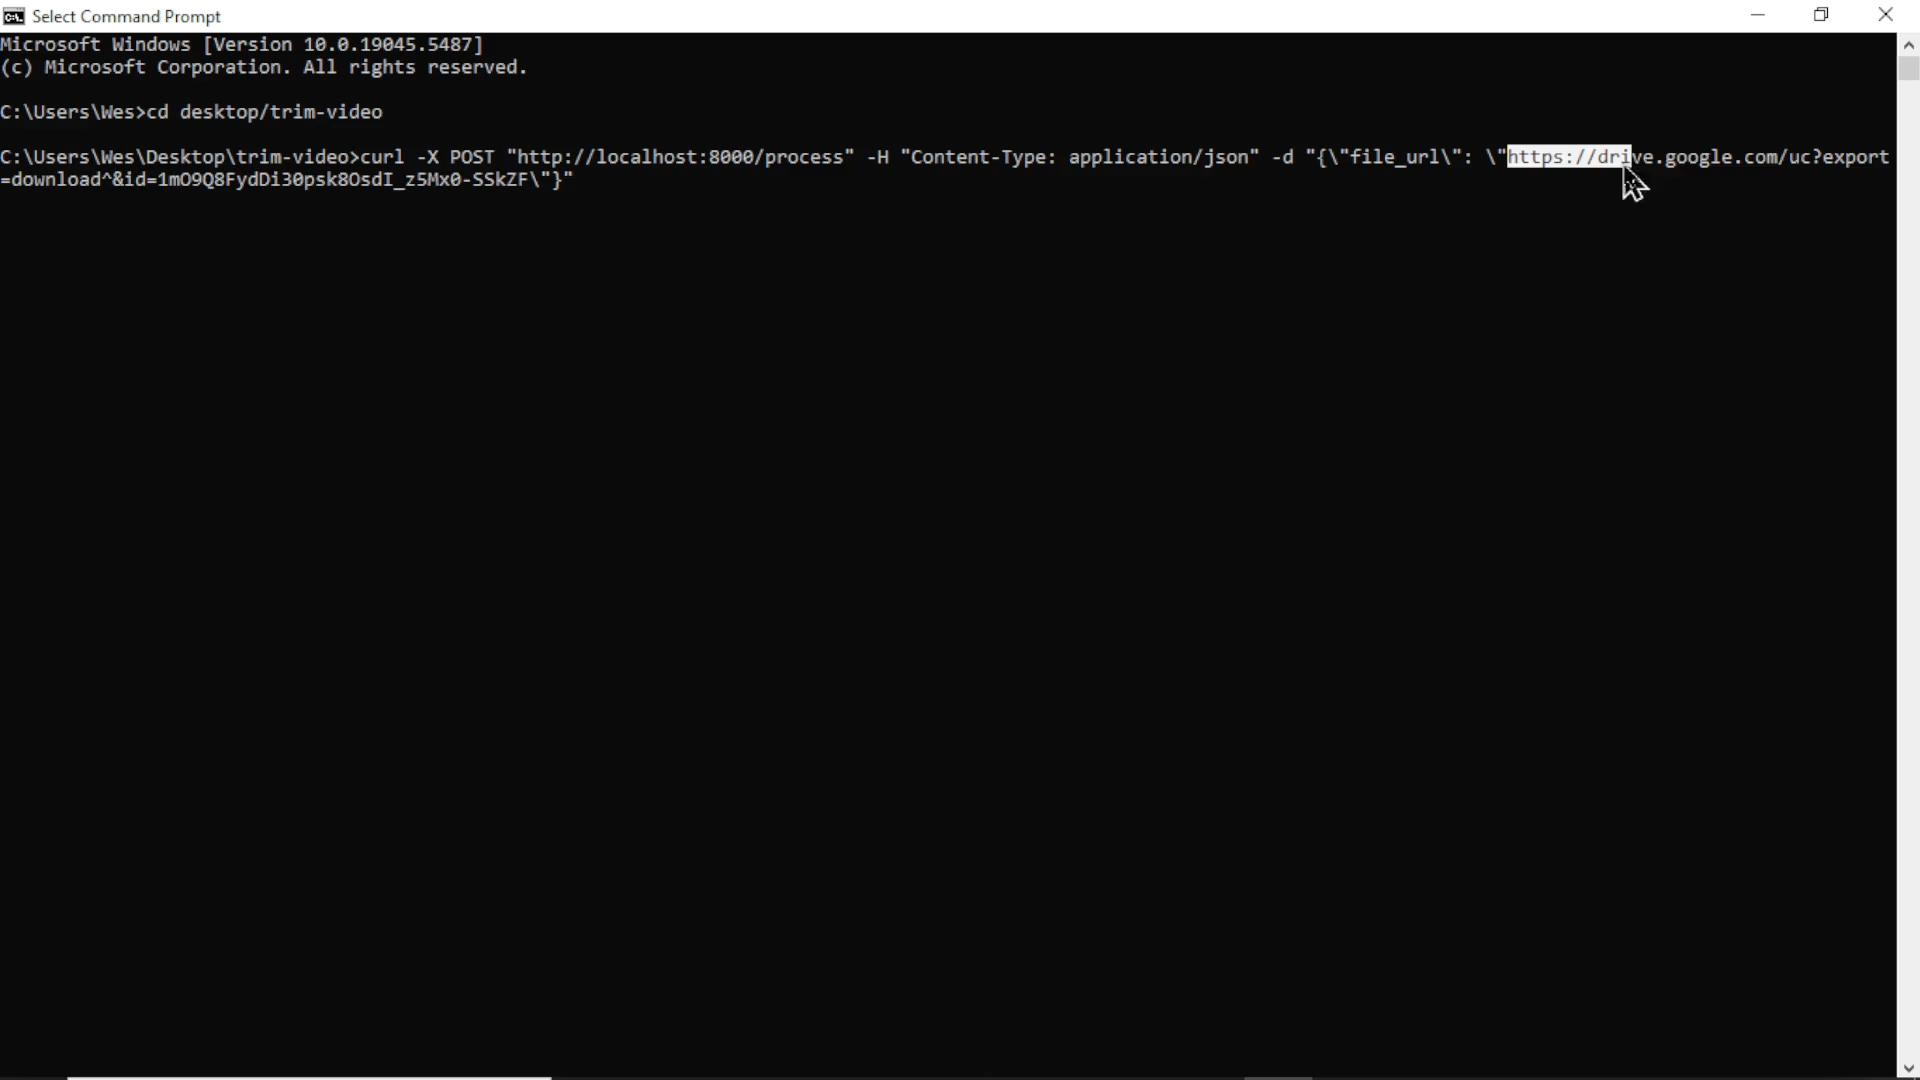 Select Command Prompt
Microsoft Windows [Version 10.0.19045.5487]
(c) Microsoft Corporation. All rights reserved.
C:\Users\Wes>cd desktop/trim-video
C:\Users\Wes\Desktop\trim-video>curl -X POST "http://localhost:8000/process" -H "Content-Type: application/json" -d "{\"file_url\": \"https://drive.google.com/uc?export
=download^&id=1mO9Q8FydDi30psk8OsdI_z5Mx0-SSkZF\"}"